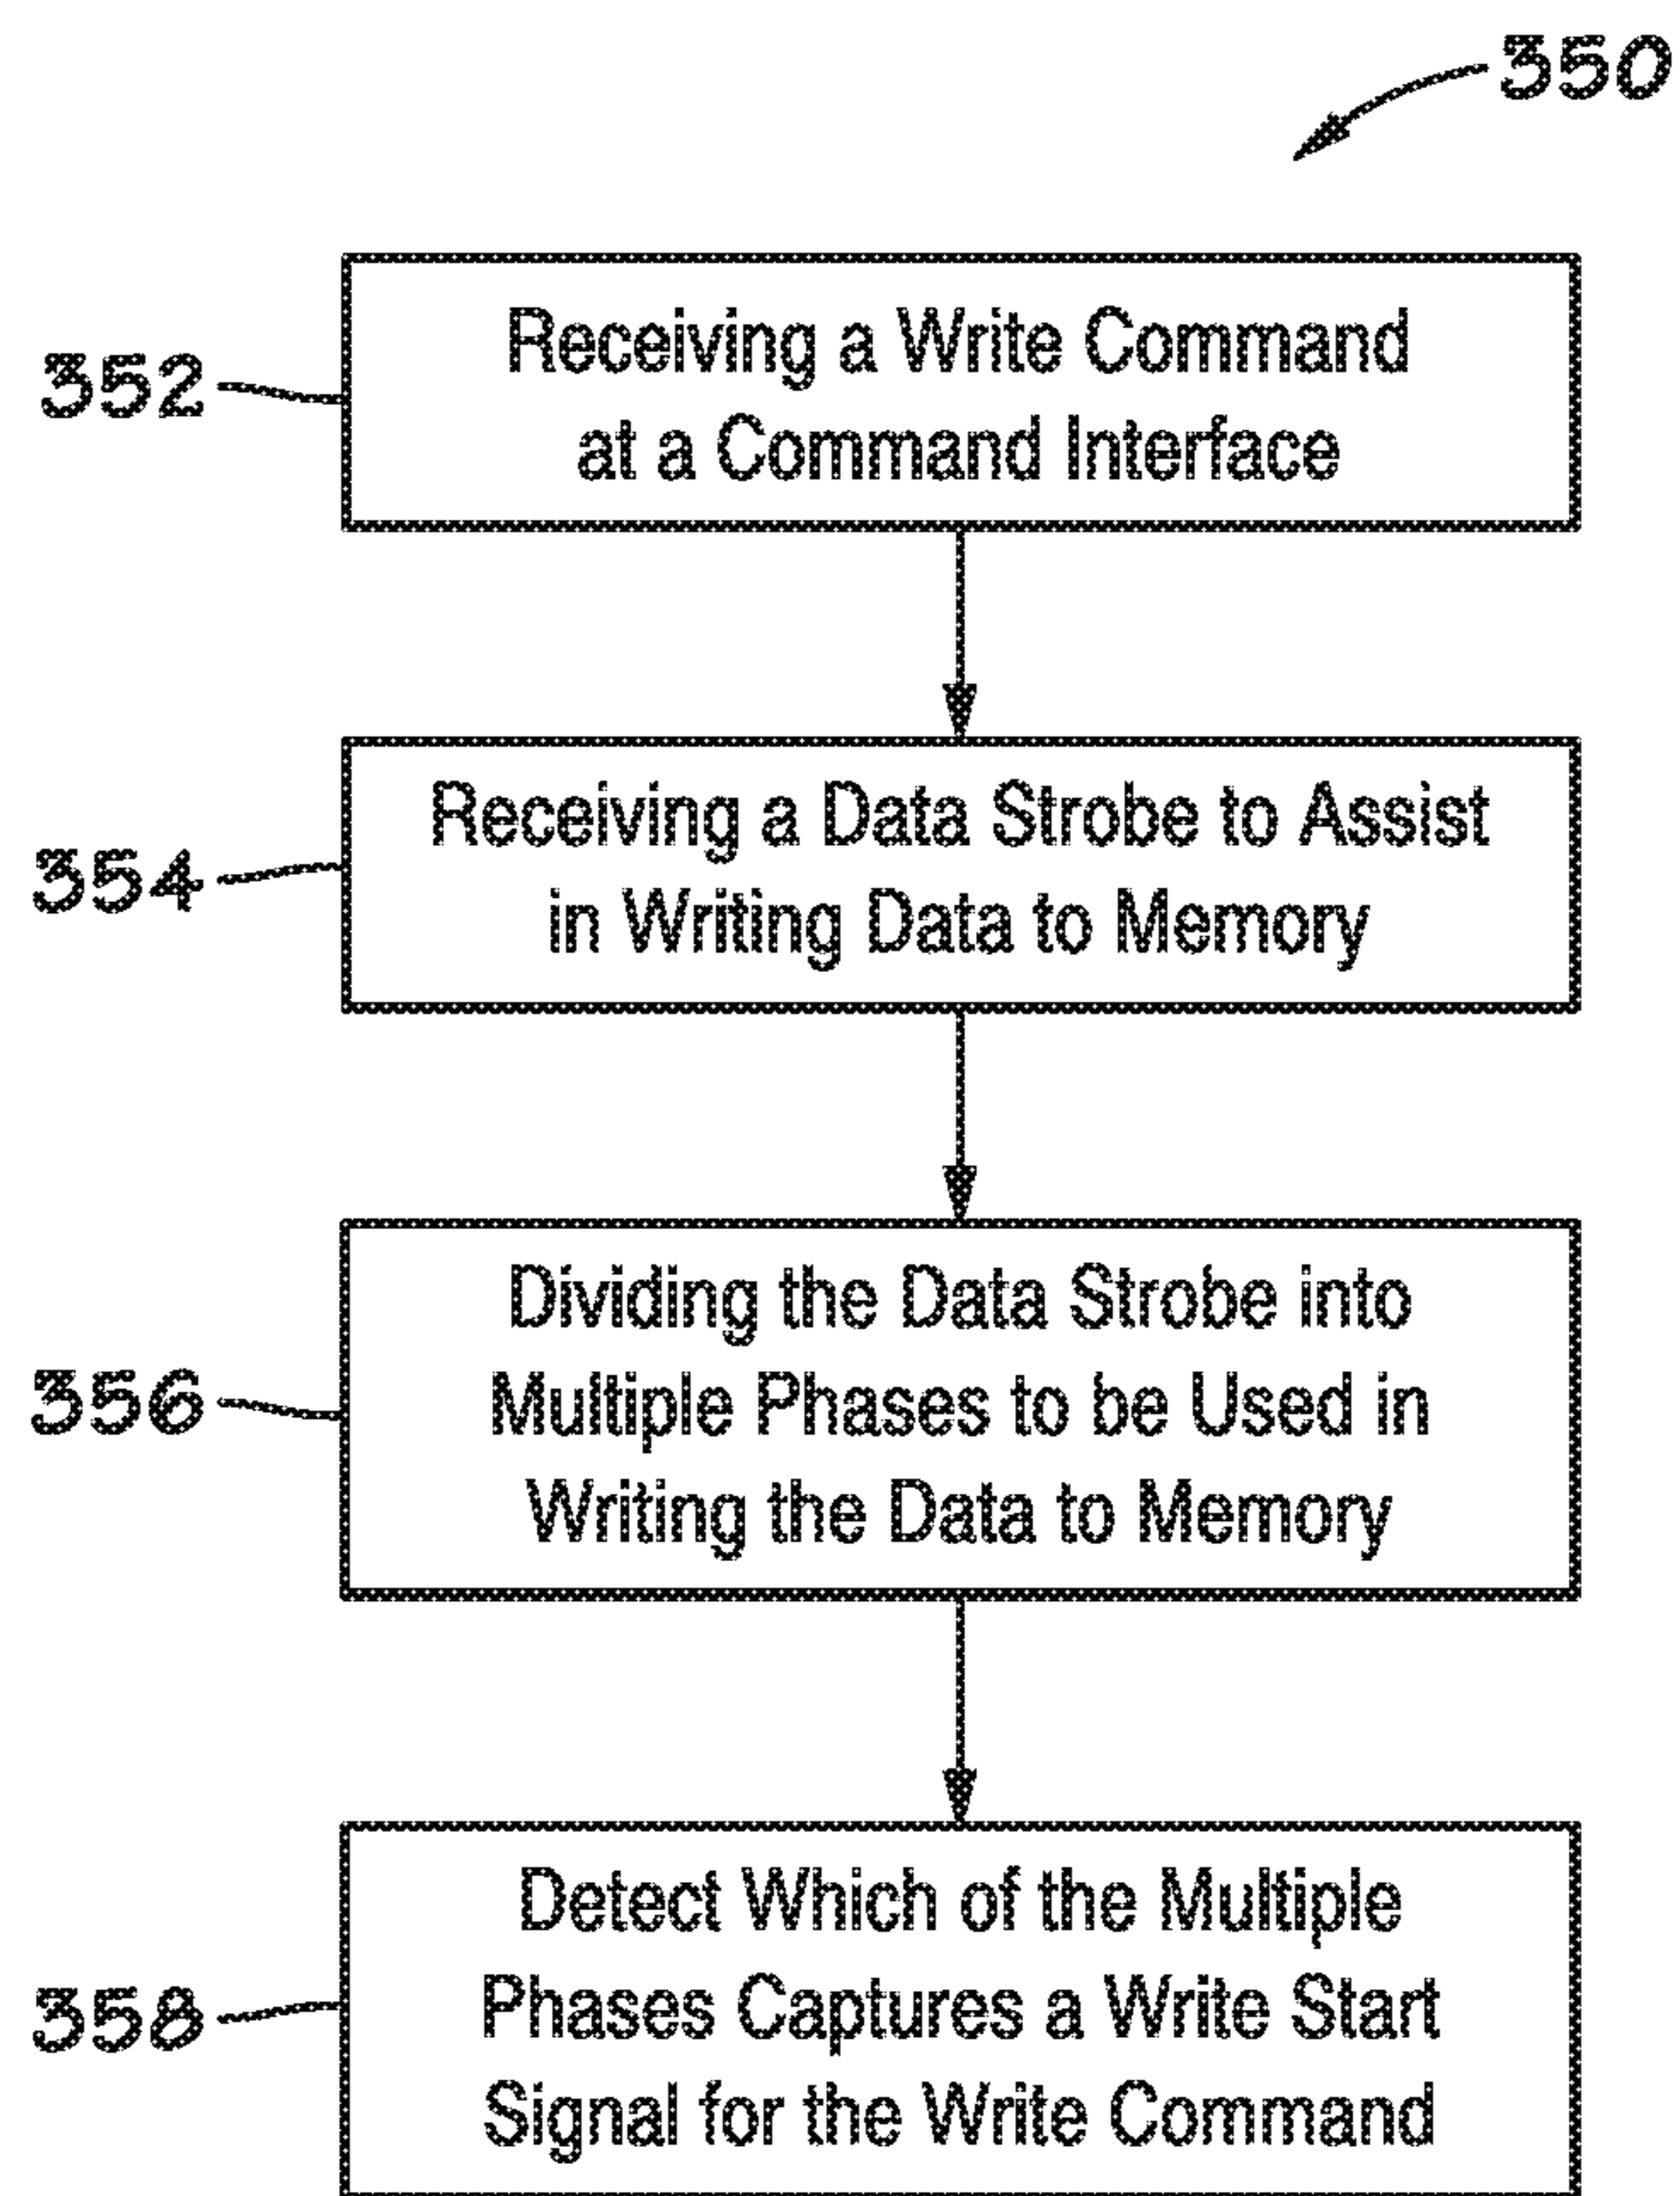 350
352
Receiving a Write Command
at a Command Interface
354
Receiving a Data Strobe to Assist
in Writing Data to Memory
356
Dividing the Data Strobe into
Multiple Phases to be Used in
Writing the Data to Memory
358
Detect Which of the Multiple
Phases Captures a Write Start
Signal for the Write Command